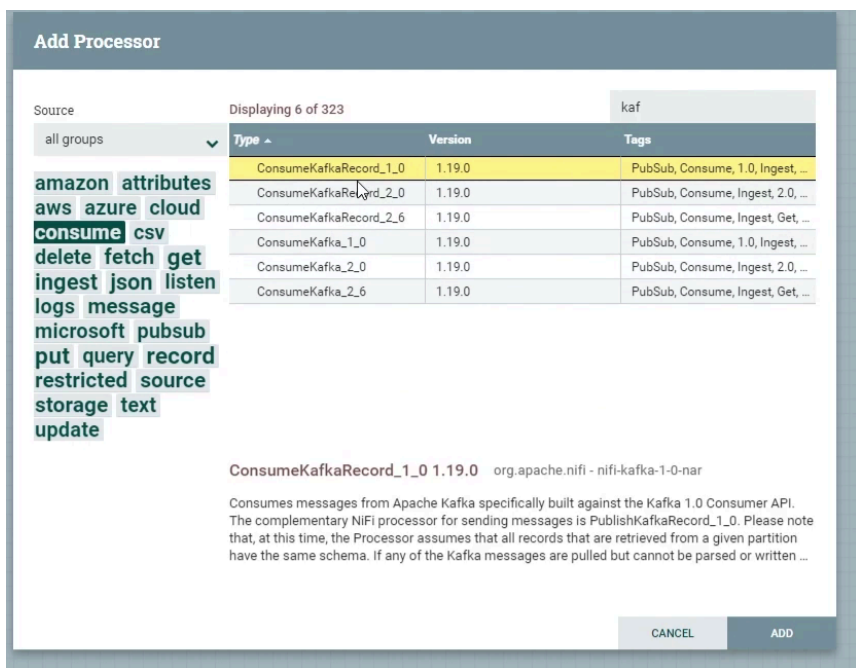 Add Processor
Source
Displaying 6 of 323
kaf
all groups
Type Version Tags
ConsumeKafkaRecord_1_0 1.19.0 PubSub, Consume, 1.0, Ingest, ...
ConsumeKafkaRecord_2_0 1.19.0 PubSub, Consume, Ingest, 2.0, ...
ConsumeKafkaRecord_2_6 1.19.0 PubSub, Consume, Ingest, Get, ...
ConsumeKafka_1_0 1.19.0 PubSub, Consume, 1.0, Ingest, ...
ConsumeKafka_2_0 1.19.0 PubSub, Consume, Ingest, 2.0, ...
ConsumeKafka_2_6 1.19.0 PubSub, Consume, Ingest, Get, ...
amazon attributes
aws azure cloud
consume csv
delete fetch get
ingest json listen
logs message
microsoft pubsub
put query record
restricted source
storage text
update
ConsumeKafkaRecord_1_0 1.19.0 org.apache.nifi - nifi-kafka-1-0-nar
Consumes messages from Apache Kafka specifically built against the Kafka 1.0 Consumer API.
The complementary NiFi processor for sending messages is PublishKafkaRecord_1_0. Please note
that, at this time, the Processor assumes that all records that are retrieved from a given partition
have the same schema. If any of the Kafka messages are pulled but cannot be parsed or written ...
CANCEL ADD